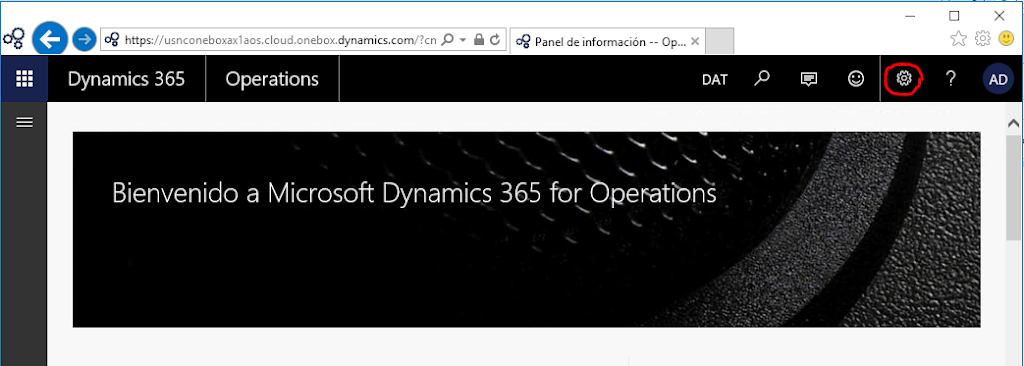 https://usnconeboxax1aos.cloud.onebox.dynamics.com/?cn
Panel de información -- Op...
Dynamics 365
Operations
DAT
?
AD
Bienvenido a Microsoft Dynamics 365 for Operations